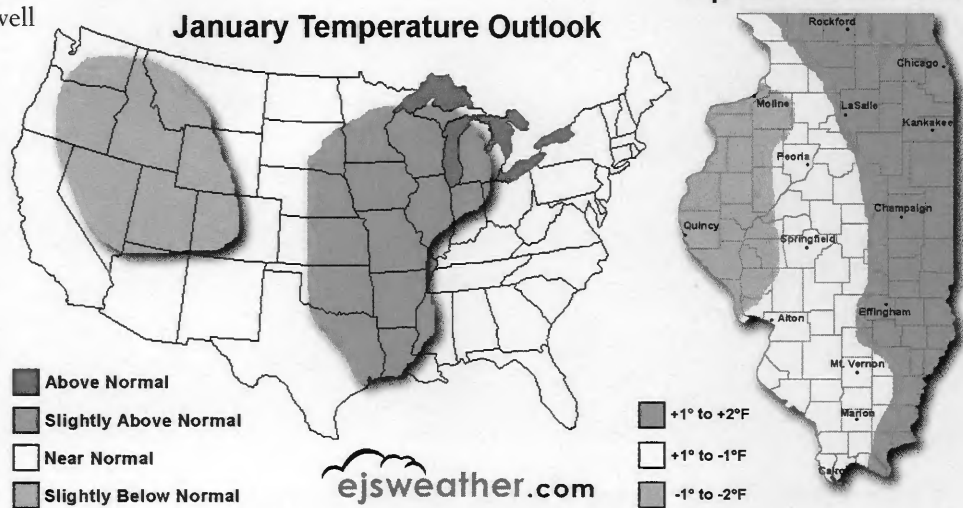 well
January Temperature Outlook
Above Normal
Slightly Above Normal
Near Normal
Slightly Below Normal
ejsweather.com
Rockford
Chicago
Moline
LaSalle
Kankakee
Peoria
Champaign
Quincy
Springfield
Effingham
Alton
Mt. Vernon
Marion
+1° to +2°F
+1° to -1°F
-1° to -2°F